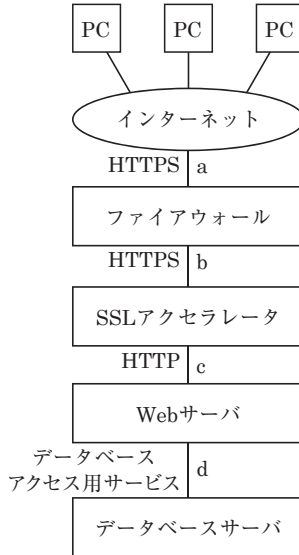 PC PC PC
インターネット
HTTPS a
ファイアウォール
HTTPS b
SSLアクセラレータ
HTTP c
Webサーバ
データベース
アクセス用サービス d
データベースサーバ